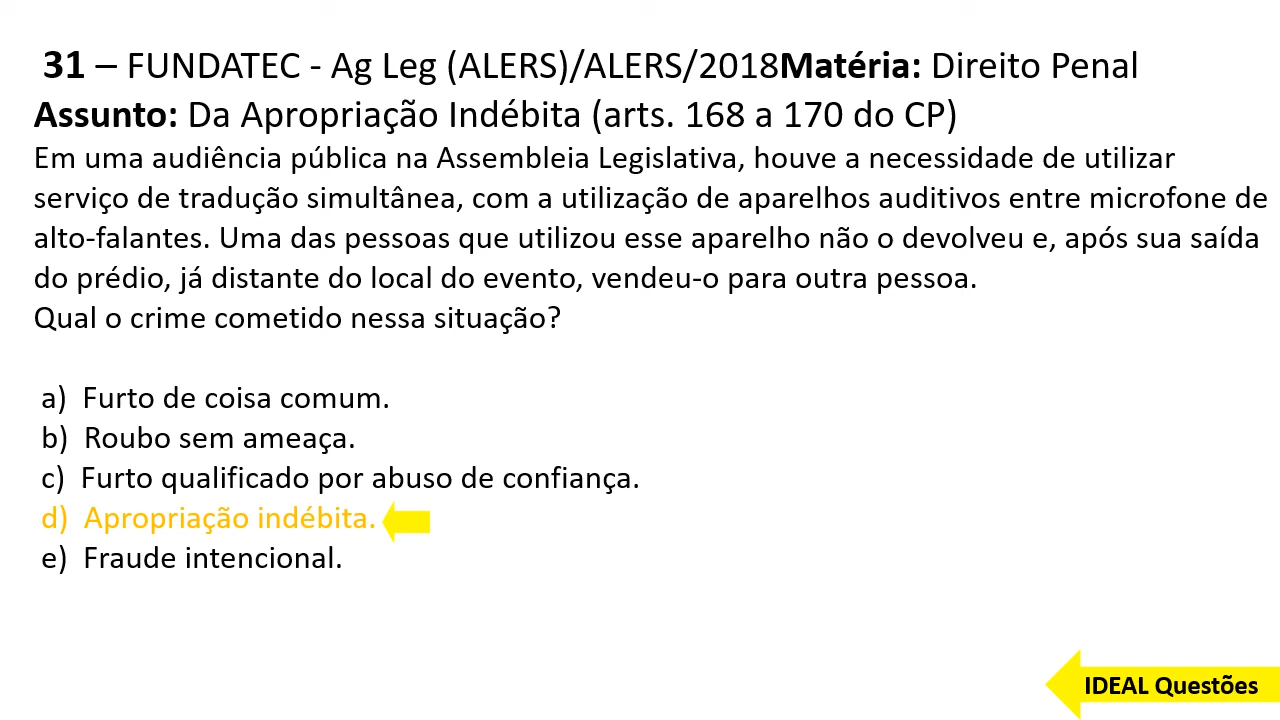 31 – FUNDATEC - Ag Leg (ALERS)/ALERS/2018Matéria: Direito Penal
Assunto: Da Apropriação Indébita (arts. 168 a 170 do CP)
Em uma audiência pública na Assembleia Legislativa, houve a necessidade de utilizar
serviço de tradução simultânea, com a utilização de aparelhos auditivos entre microfone de
alto-falantes. Uma das pessoas que utilizou esse aparelho não o devolveu e, após sua saída
do prédio, já distante do local do evento, vendeu-o para outra pessoa.
Qual o crime cometido nessa situação?
a) Furto de coisa comum.
b) Roubo sem ameaça.
c) Furto qualificado por abuso de confiança.
d) Apropriação indébita.
e) Fraude intencional.
IDEAL Questões